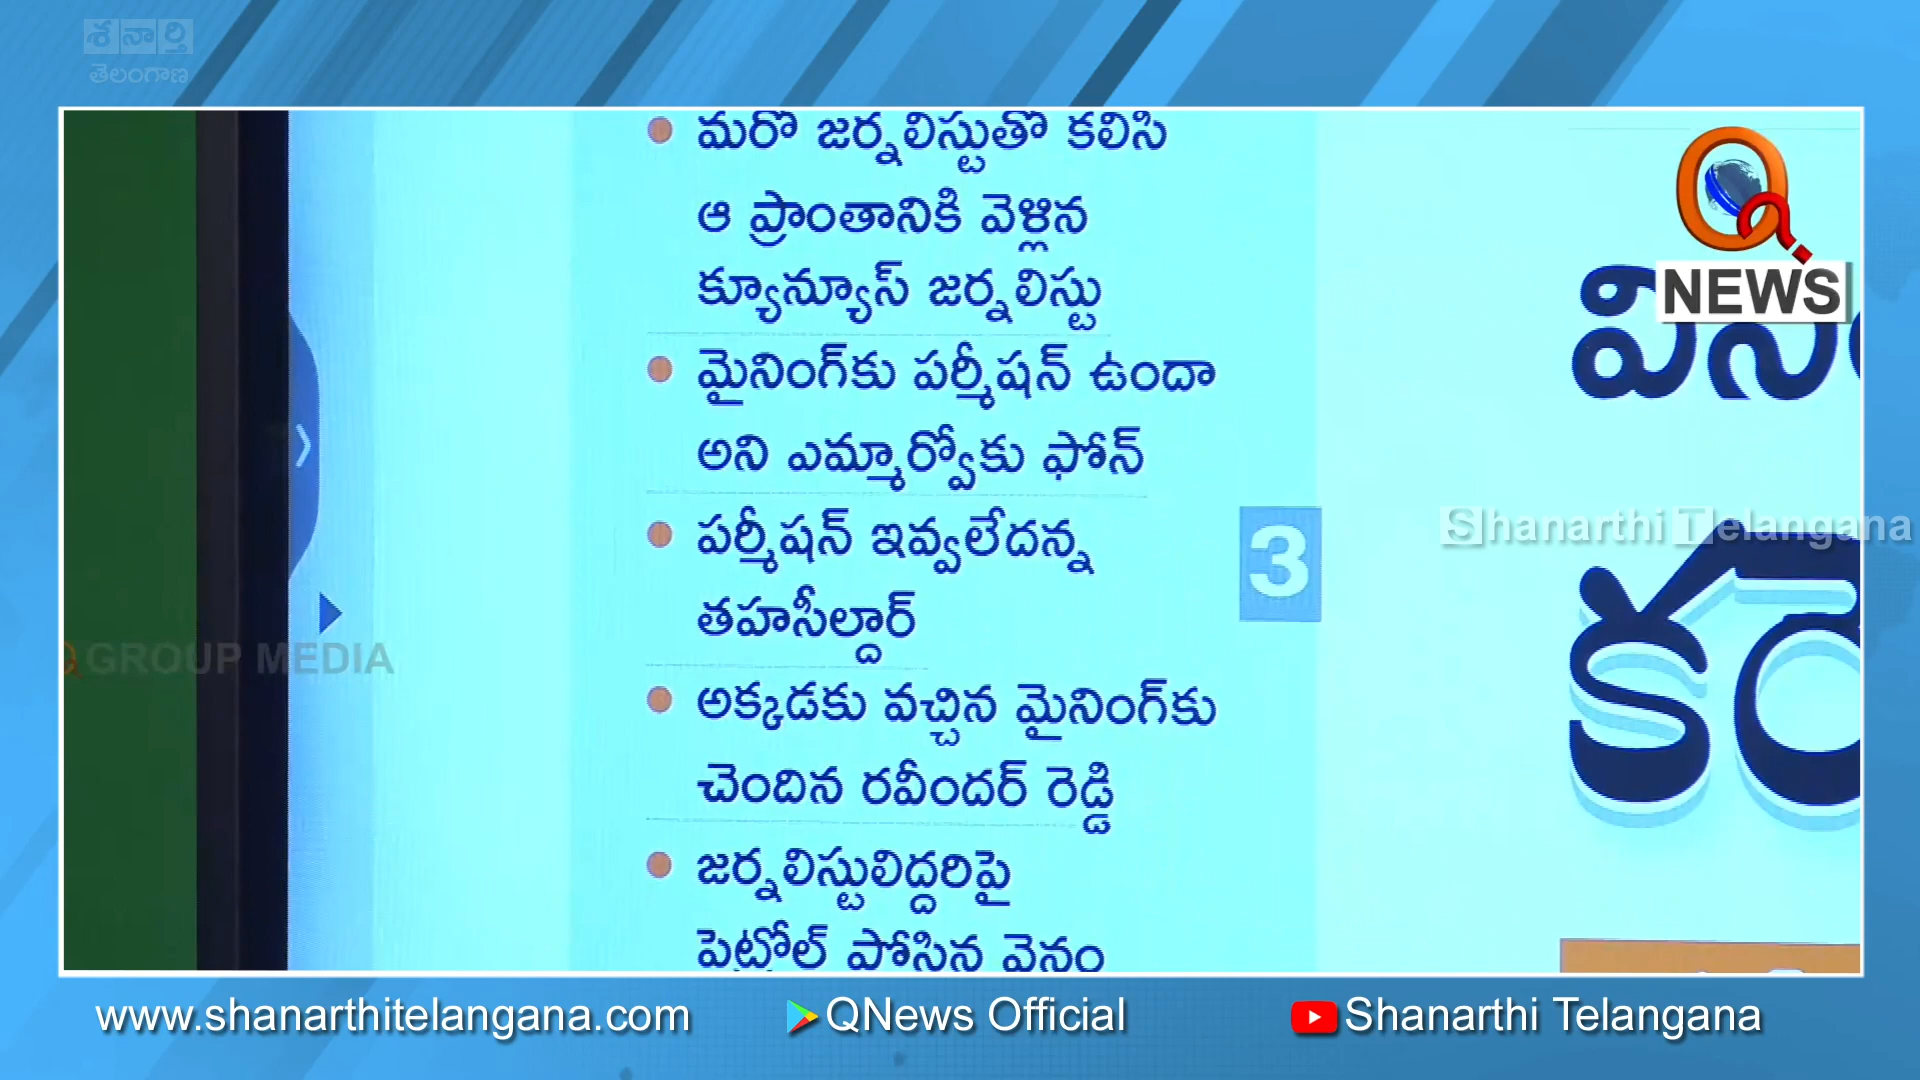 శనార్తి
తెలంగాణ
మరో జర్నలిస్టుతో కలిసి
ఆ ప్రాంతానికి వెళ్లిన
క్యూన్యూస్ జర్నలిస్టు
మైనింగ్‌కు పర్మీషన్ ఉందా
అని ఎమ్మార్వోకు ఫోన్
పర్మీషన్ ఇవ్వలేదన్న
తహసీల్దార్
అక్కడకు వచ్చిన మైనింగ్‌కు
చెందిన రవీందర్ రెడ్డి
జర్నలిస్టులిద్దరిపై
పెట్రోల్ పోసిన వైనం
3
Q
NEWS
Shanarthi Telangana
Q GROUP MEDIA
www.shanarthitelangana.com
QNews Official
Shanarthi Telangana